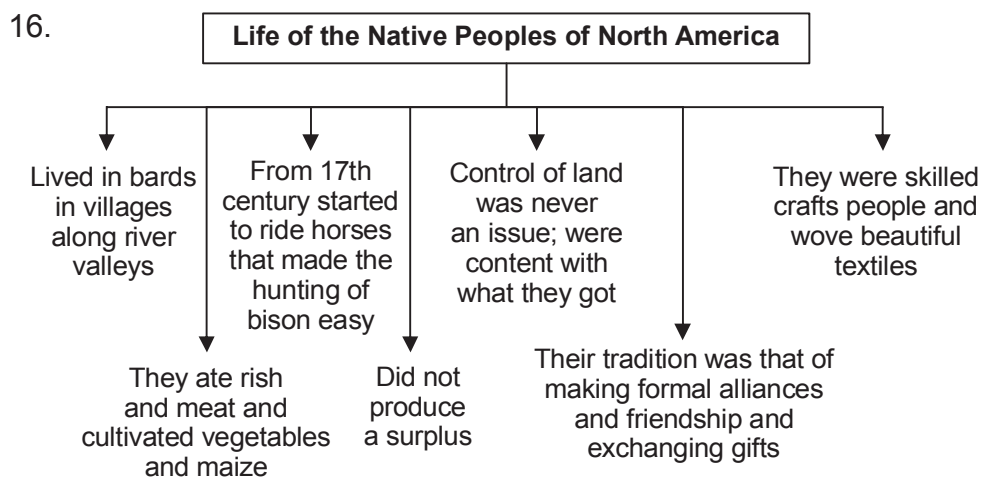 16.
Life of the Native Peoples of North America
Lived in bards
in villages
along river
valleys
They ate rish
and meat and
cultivated vegetables
and maize
From 17th
century started
to ride horses
that made the
hunting of
bison easy
Did not
produce
a surplus
Control of land
was never
an issue; were
content with
what they got
Their tradition was that of
making formal alliances
and friendship and
exchanging gifts
They were skilled
crafts people and
wove beautiful
textiles